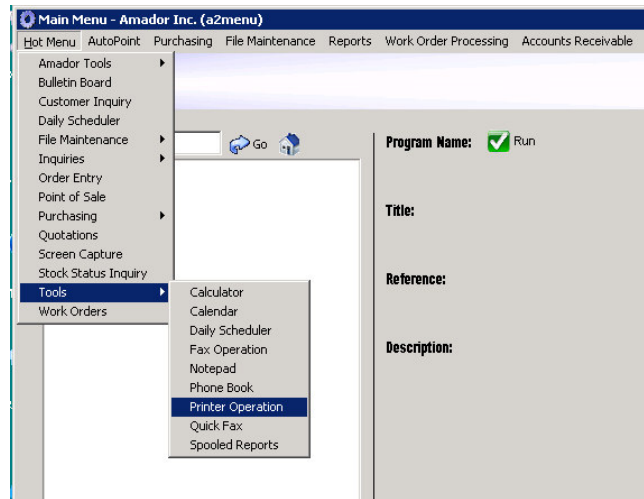 Main Menu - Amador Inc. (a2menu)
Hot Menu AutoPoint Purchasing File Maintenance Reports Work Order Processing Accounts Receivable
Amador Tools
Bulletin Board
Customer Inquiry
Daily Scheduler
File Maintenance
Inquiries
Order Entry
Point of Sale
Purchasing
Quotations
Screen Capture
Stock Status Inquiry
Tools
Work Orders
Calculator
Calendar
Daily Scheduler
Fax Operation
Notepad
Phone Book
Printer Operation
Quick Fax
Spooled Reports
Go
Program Name: Run
Title:
Reference:
Description: